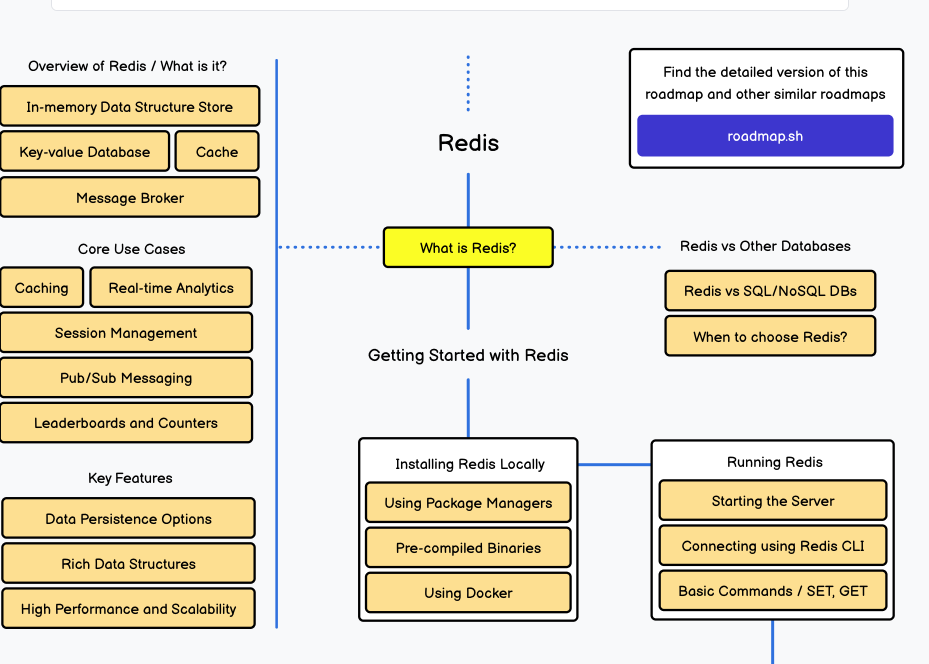 Overview of Redis / What is it?
In-memory Data Structure Store
Key-value Database
Cache
Message Broker
Core Use Cases
Caching
Real-time Analytics
Session Management
Pub/Sub Messaging
Leaderboards and Counters
Key Features
Data Persistence Options
Rich Data Structures
High Performance and Scalability
Redis
What is Redis?
Getting Started with Redis
Find the detailed version of this
roadmap and other similar roadmaps
roadmap.sh
Redis vs Other Databases
Redis vs SQL/NoSQL DBs
When to choose Redis?
Installing Redis Locally
Using Package Managers
Pre-compiled Binaries
Using Docker
Running Redis
Starting the Server
Connecting using Redis CLI
Basic Commands / SET, GET